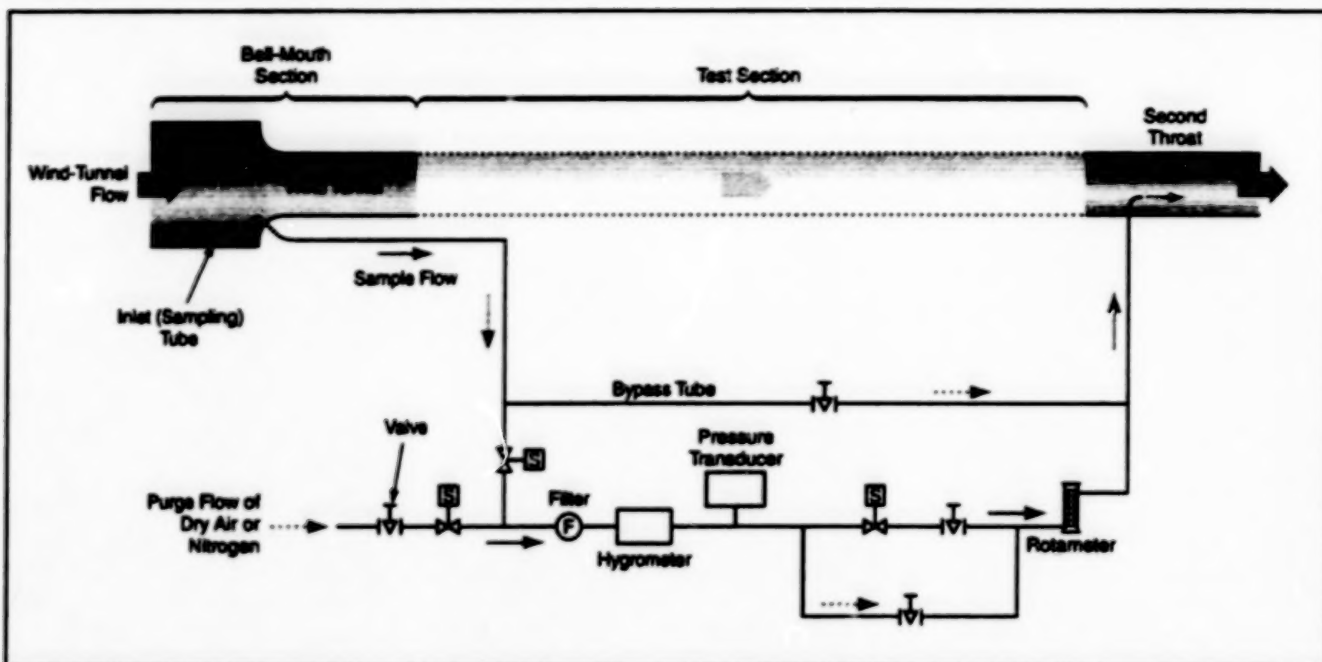 Bell-Mouth
Section
Test Section
Second
Throat
Wind-Tunnel
Flow
Sample Flow
Inlet (Sampling)
Tube
Bypass Tube
Valve
S
Pressure
Transducer
Purge Flow of
Dry Air or
Nitrogen
S
Filter
F
S
Hygrometer
Rotameter